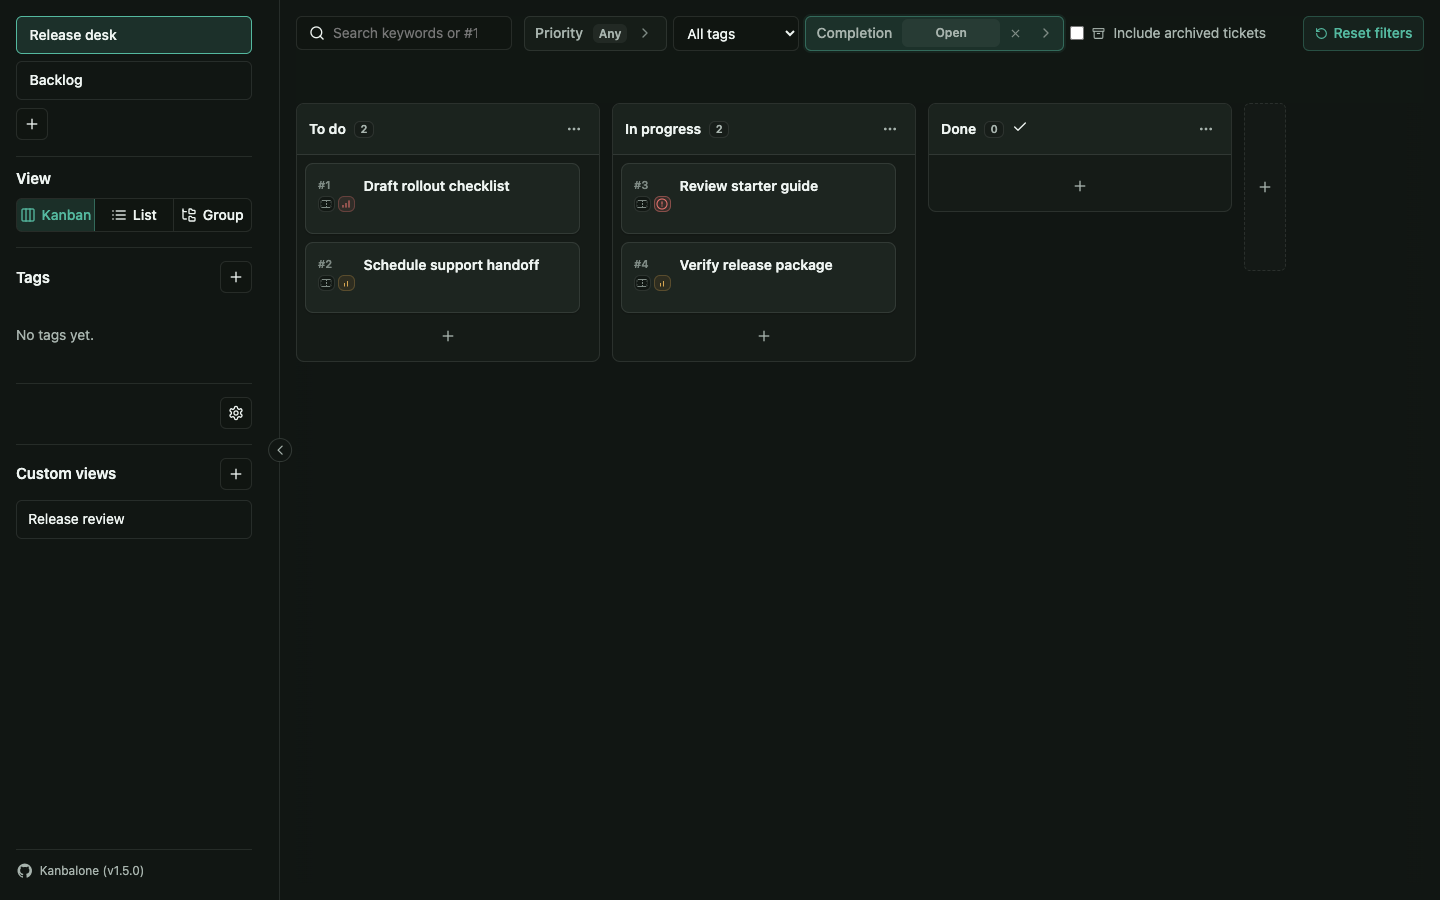 Release desk
Backlog
View
Kanban
List
Group
Tags
No tags yet.
Custom views
Release review
Kanbalone (v1.5.0)
Search keywords or #1
Priority Any
All tags
Completion Open
Include archived tickets
Reset filters
To do 2
#1 Draft rollout checklist
#2 Schedule support handoff
In progress 2
#3 Review starter guide
#4 Verify release package
Done 0